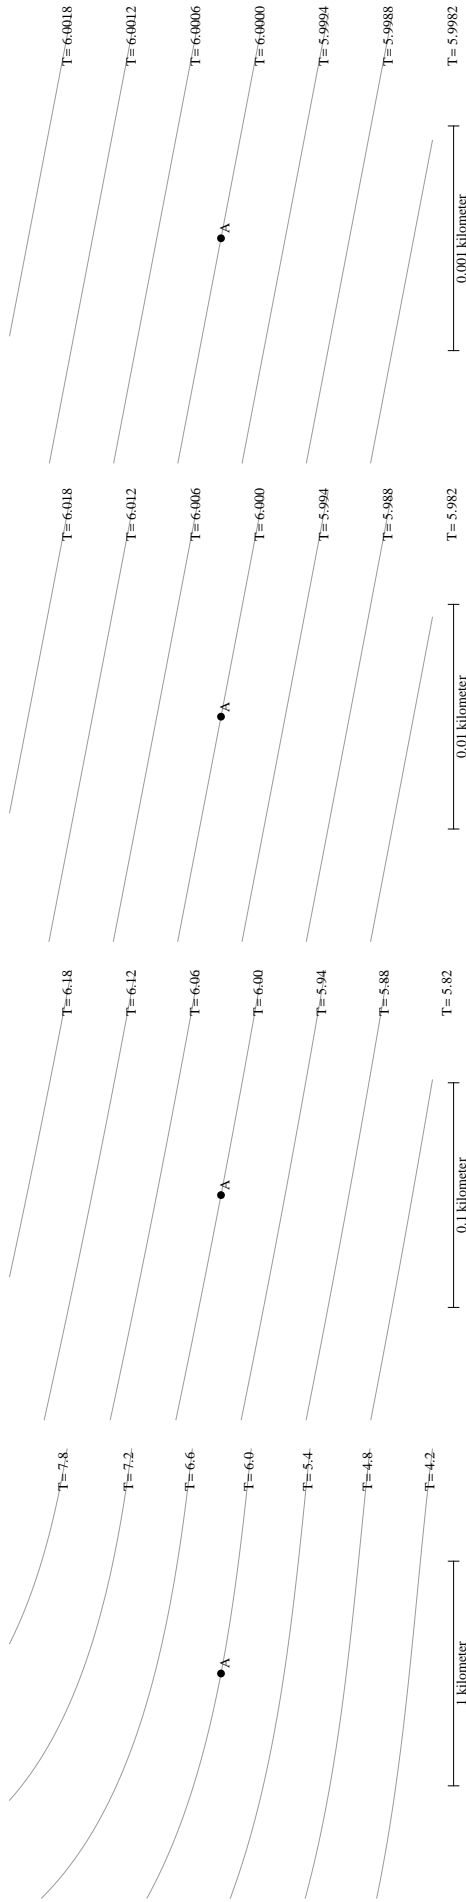 T= 7.8
T= 7.2
T= 6.6
T= 6.0
T= 5.4
T= 4.8
T= 4.2
A
1 kilometer
T= 6.18
T= 6.12
T= 6.06
T= 6.00
T= 5.94
T= 5.88
T= 5.82
A
0.1 kilometer
T= 6.018
T= 6.012
T= 6.006
T= 6.000
T= 5.994
T= 5.988
T= 5.982
A
0.01 kilometer
T= 6.0018
T= 6.0012
T= 6.0006
T= 6.0000
T= 5.9994
T= 5.9988
T= 5.9982
A
0.001 kilometer